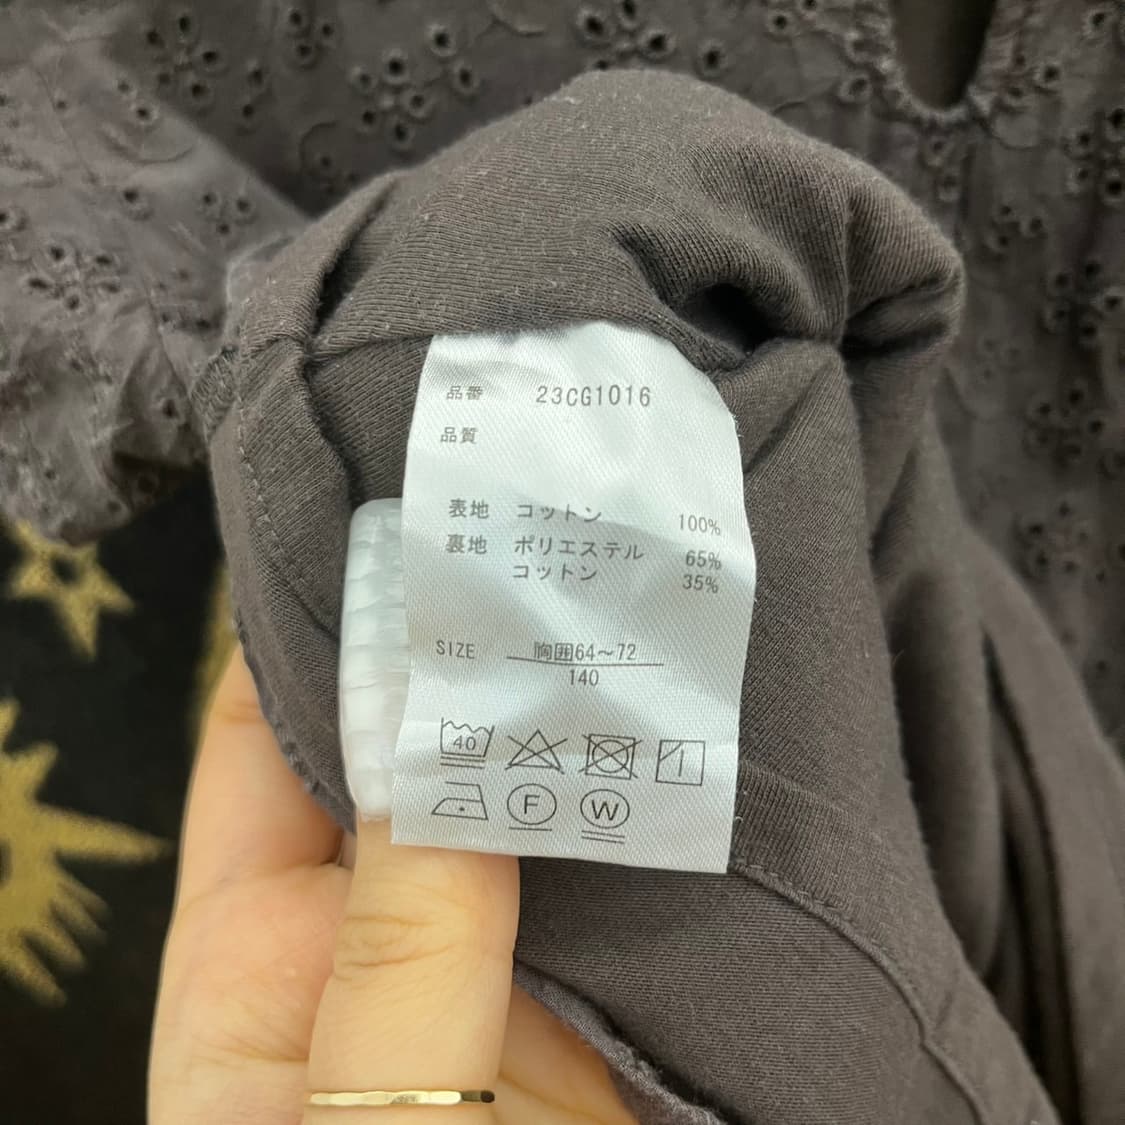 品番 23CG1016
品質
表地 コットン 100%
裏地 ポリエステル 65%
コットン 35%
SIZE 胸囲64～72
140
40
F
W